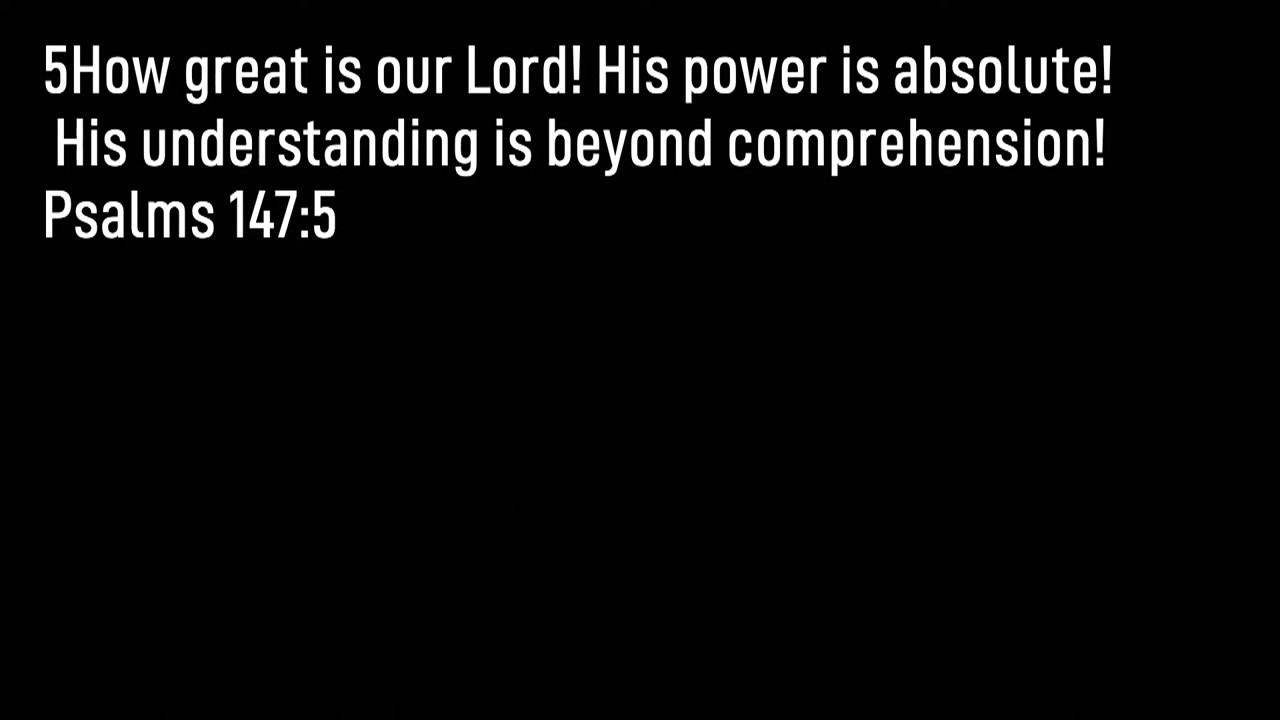 5How great is our Lord! His power is absolute!
His understanding is beyond comprehension!
Psalms 147:5